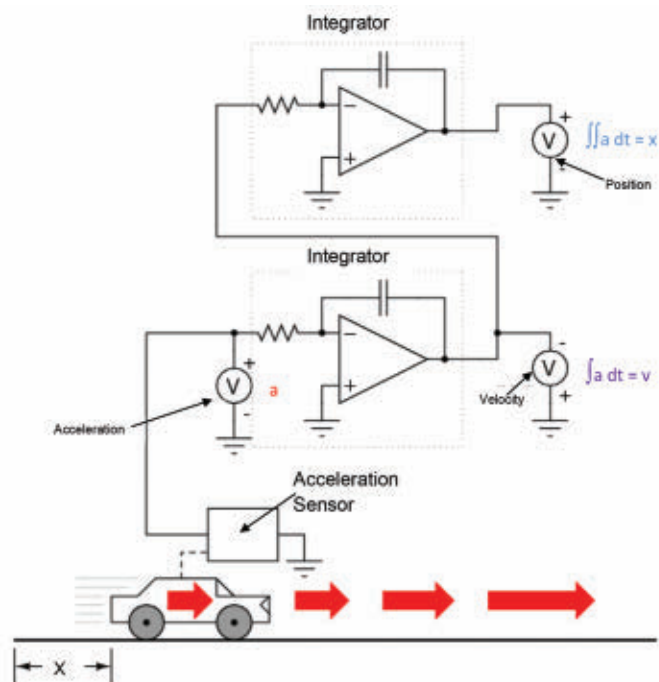 Integrator
−
+
V
+
-
∫∫a dt = x
Position
Integrator
−
+
V
+
-
a
Acceleration
V
-
+
∫a dt = v
Velocity
Acceleration
Sensor
x